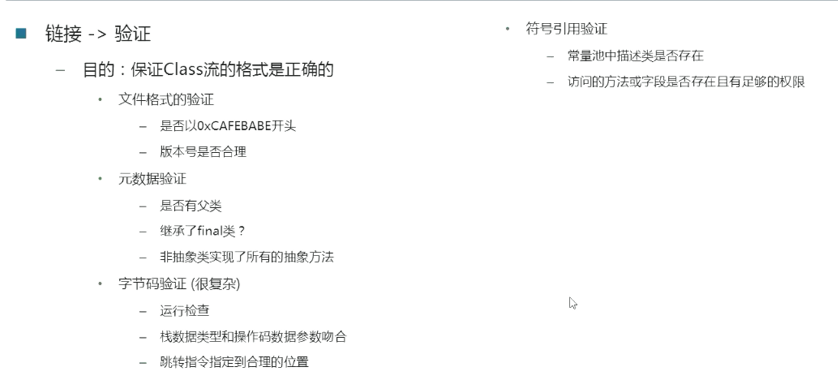 ■ 链接 -> 验证
– 目的：保证Class流的格式是正确的
• 文件格式的验证
– 是否以0xCAFEBABE开头
– 版本号是否合理
• 元数据验证
– 是否有父类
– 继承了final类？
– 非抽象类实现了所有的抽象方法
• 字节码验证 (很复杂)
– 运行检查
– 栈数据类型和操作码数据参数吻合
– 跳转指令指定到合理的位置
• 符号引用验证
– 常量池中描述类是否存在
– 访问的方法或字段是否存在且有足够的权限